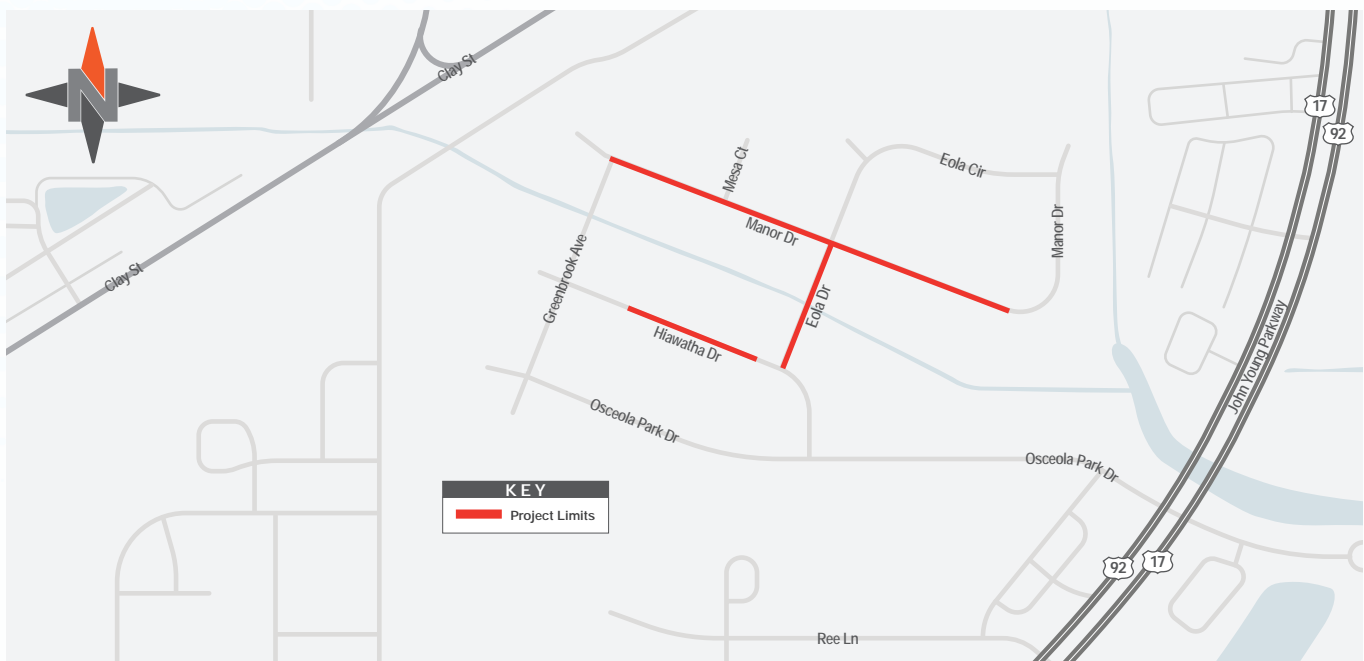 N
Clay St
17
92
Mesa Ct
Eola Cir
Manor Dr
Manor Dr
Greenbrook Ave
Clay St
Eola Dr
Hiawatha Dr
John Young Parkway
Osceola Park Dr
Osceola Park Dr
KEY
Project Limits
92
17
Ree Ln